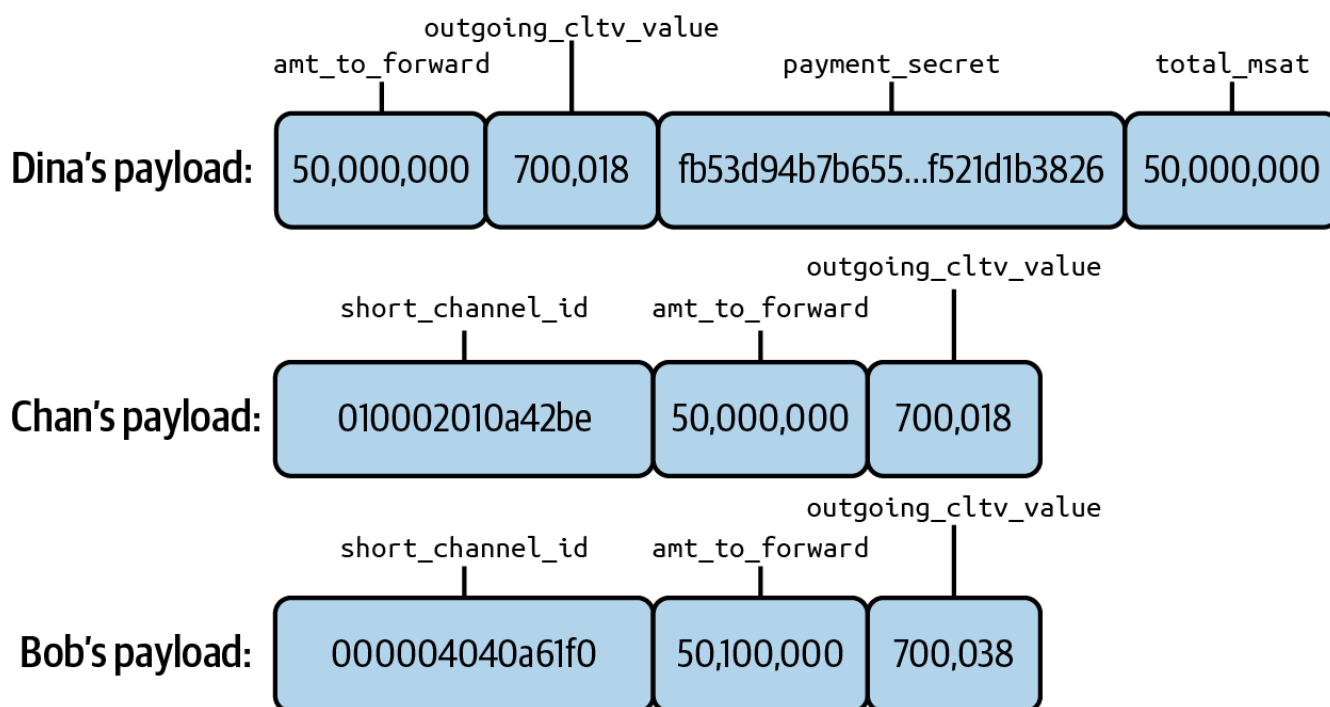 outgoing_cltv_value
amt_to_forward payment_secret total_msat
Dina's payload: 50,000,000 700,018 fb53d94b7b655...f521d1b3826 50,000,000
outgoing_cltv_value
short_channel_id amt_to_forward
Chan's payload: 010002010a42be 50,000,000 700,018
outgoing_cltv_value
short_channel_id amt_to_forward
Bob's payload: 000004040a61f0 50,100,000 700,038